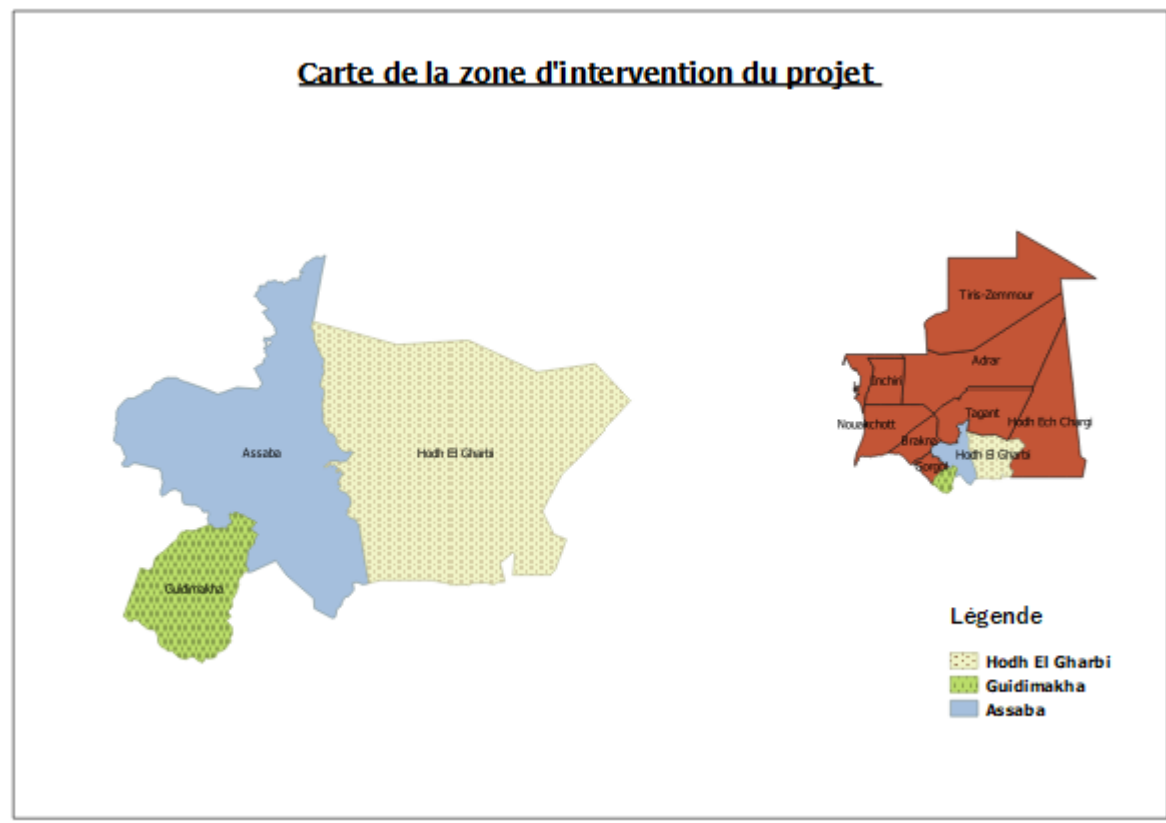 Carte de la zone d'intervention du projet
Assaba
Hodh El Gharbi
Guidimakha
Tiris-Zemmour
Adrar
Inchiri
Tagant
Nouakchott
Hodh Ech Chargi
Brakna
Hodh El Gharbi
Gorgol
Légende
Hodh El Gharbi
Guidimakha
Assaba